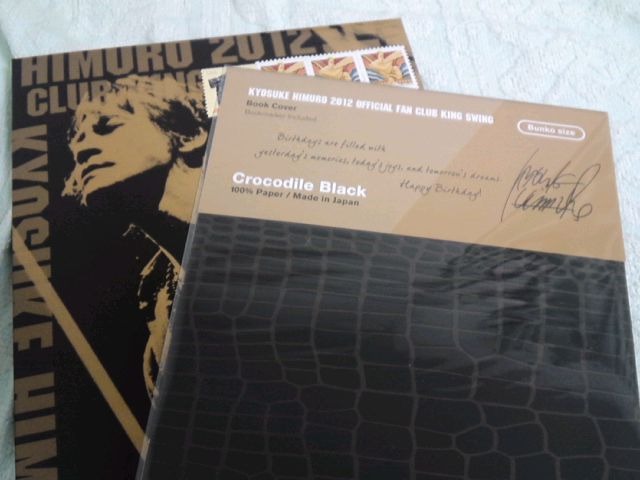 HIMURO 2012
CLUB KING
KYOSUKE HIM
KYOSUKE HIMURO 2012 OFFICIAL FAN CLUB KING SWING
Book Cover
Bookmarker Included
Bunko size
Birthdays are filled with
yesterday's memories, today's joys, and tomorrow's dreams.
Happy Birthday!
Crocodile Black
100% Paper / Made in Japan